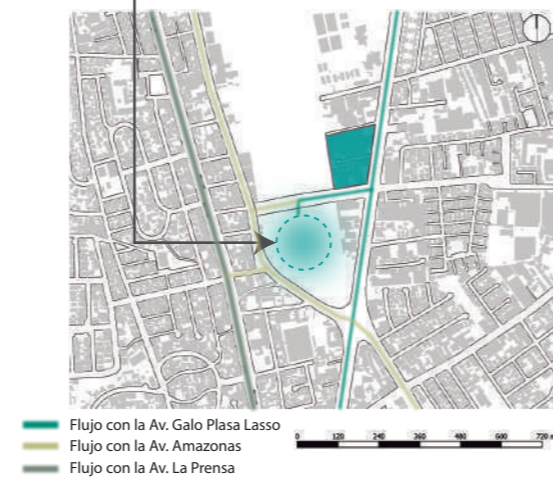 Flujo con la Av. Galo Plasa Lasso
Flujo con la Av. Amazonas
Flujo con la Av. La Prensa
0 120 240 360 480 600 720 m